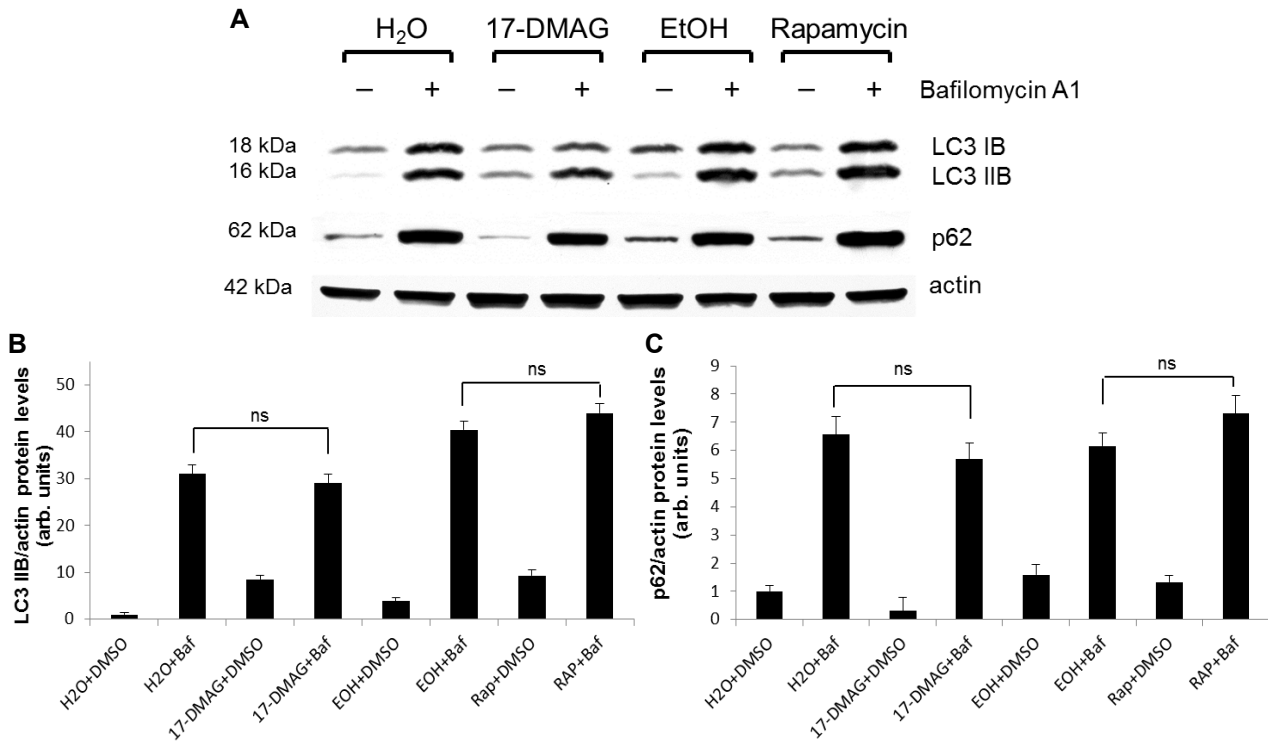 A
H₂O 17-DMAG EtOH Rapamycin
– + – + – + – + Bafilomycin A1
18 kDa LC3 IB
16 kDa LC3 IIB
62 kDa p62
42 kDa actin
B
LC3 IIB/actin protein levels
(arb. units)
50
40
30
20
10
0
ns
ns
H2O+DMSO
H2O+Baf
17-DMAG+DMSO
17-DMAG+Baf
EOH+DMSO
EOH+Baf
Rap+DMSO
RAP+Baf
C
p62/actin protein levels
(arb. units)
9
8
7
6
5
4
3
2
1
0
ns
ns
H2O+DMSO
H2O+Baf
17-DMAG+DMSO
17-DMAG+Baf
EOH+DMSO
EOH+Baf
Rap+DMSO
RAP+Baf